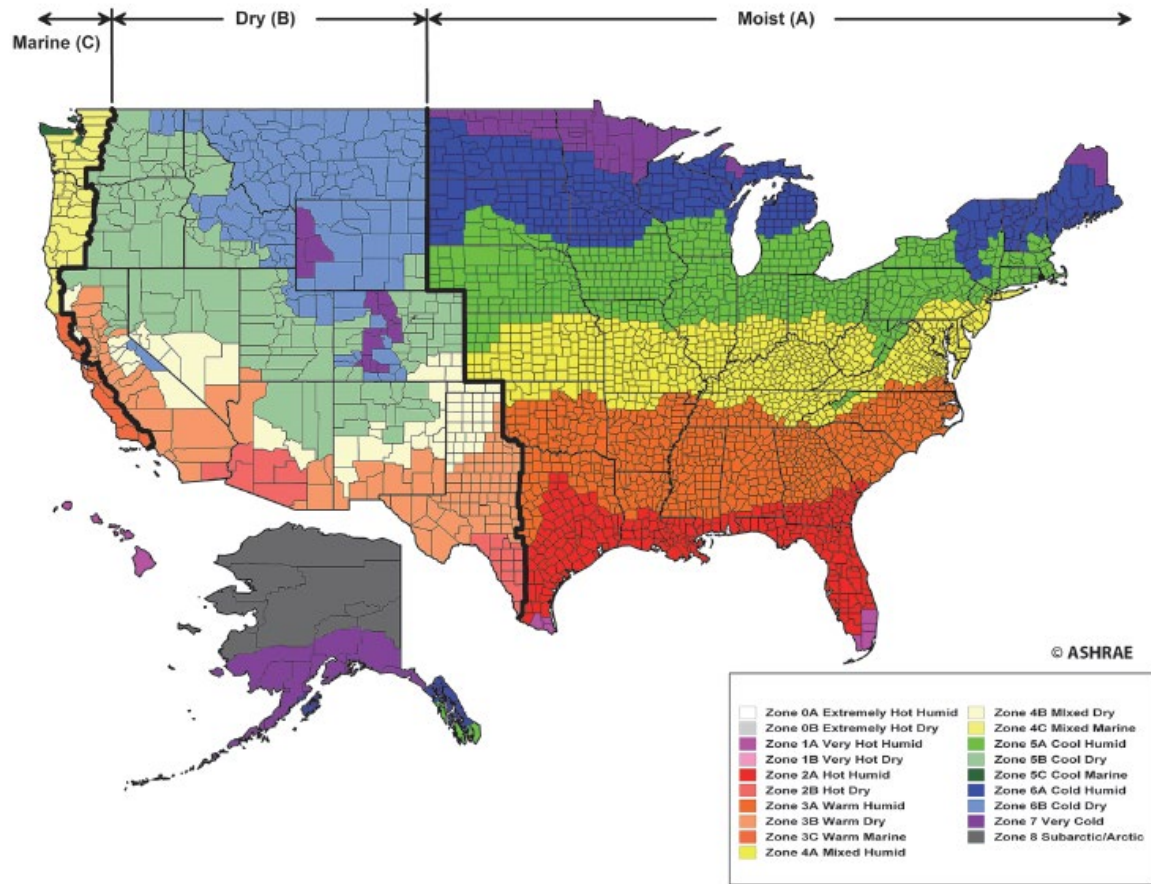 Marine (C)
Dry (B)
Moist (A)
© ASHRAE
Zone 0A Extremely Hot Humid
Zone 0B Extremely Hot Dry
Zone 1A Very Hot Humid
Zone 1B Very Hot Dry
Zone 2A Hot Humid
Zone 2B Hot Dry
Zone 3A Warm Humid
Zone 3B Warm Dry
Zone 3C Warm Marine
Zone 4A Mixed Humid
Zone 4B MIxed Dry
Zone 4C Mixed Marine
Zone 5A Cool Humid
Zone 5B Cool Dry
Zone 5C Cool Marine
Zone 6A Cold Humid
Zone 6B Cold Dry
Zone 7 Very Cold
Zone 8 Subarctic/Arctic